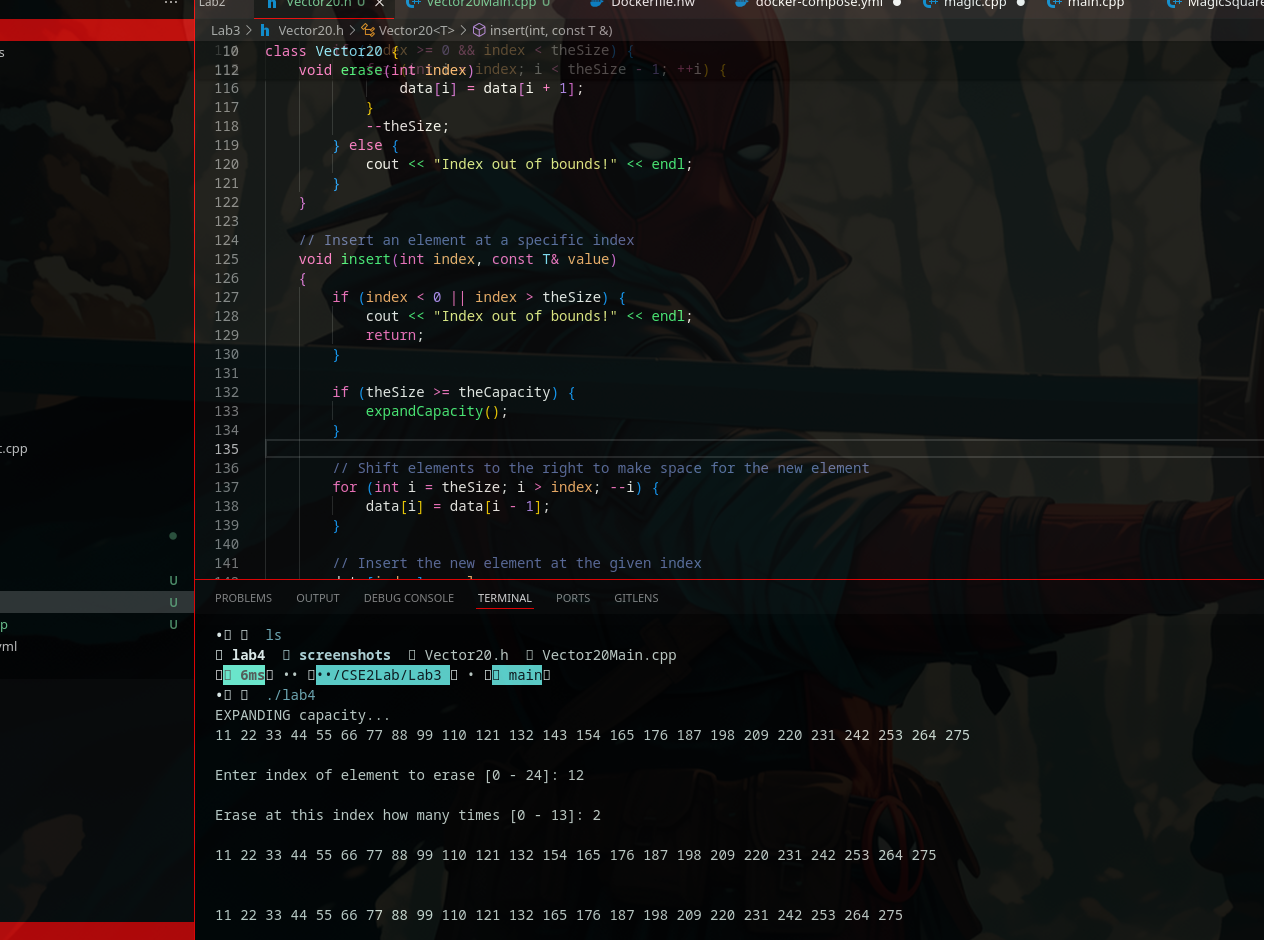 Lab2 Vector20.h U Vector20Main.cpp U Dockerfile.hw docker-compose.yml magic.cpp main.cpp MagicSquare
Lab3 > Vector20.h > Vector20<T> > insert(int, const T &)
s
t.cpp
U
U
p U
yml
110 class Vector20 {
112 void erase(int index)
116 data[i] = data[i + 1];
117 }
118 --theSize;
119 } else {
120 cout << "Index out of bounds!" << endl;
121 }
122 }
123
124 // Insert an element at a specific index
125 void insert(int index, const T& value)
126 {
127 if (index < 0 || index > theSize) {
128 cout << "Index out of bounds!" << endl;
129 return;
130 }
131
132 if (theSize >= theCapacity) {
133 expandCapacity();
134 }
135
136 // Shift elements to the right to make space for the new element
137 for (int i = theSize; i > index; --i) {
138 data[i] = data[i - 1];
139 }
140
141 // Insert the new element at the given index
PROBLEMS OUTPUT DEBUG CONSOLE TERMINAL PORTS GITLENS
ls
lab4 screenshots Vector20.h Vector20Main.cpp
6ms ••/CSE2Lab/Lab3 • main
./lab4
EXPANDING capacity...
11 22 33 44 55 66 77 88 99 110 121 132 143 154 165 176 187 198 209 220 231 242 253 264 275
Enter index of element to erase [0 - 24]: 12
Erase at this index how many times [0 - 13]: 2
11 22 33 44 55 66 77 88 99 110 121 132 154 165 176 187 198 209 220 231 242 253 264 275
11 22 33 44 55 66 77 88 99 110 121 132 165 176 187 198 209 220 231 242 253 264 275